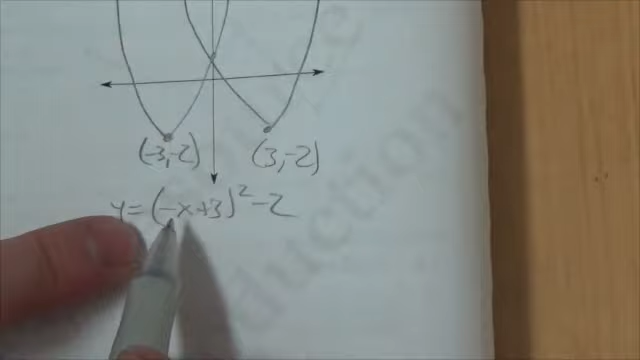 (-3,-2) (3,-2)
y=(-x+3)²-2